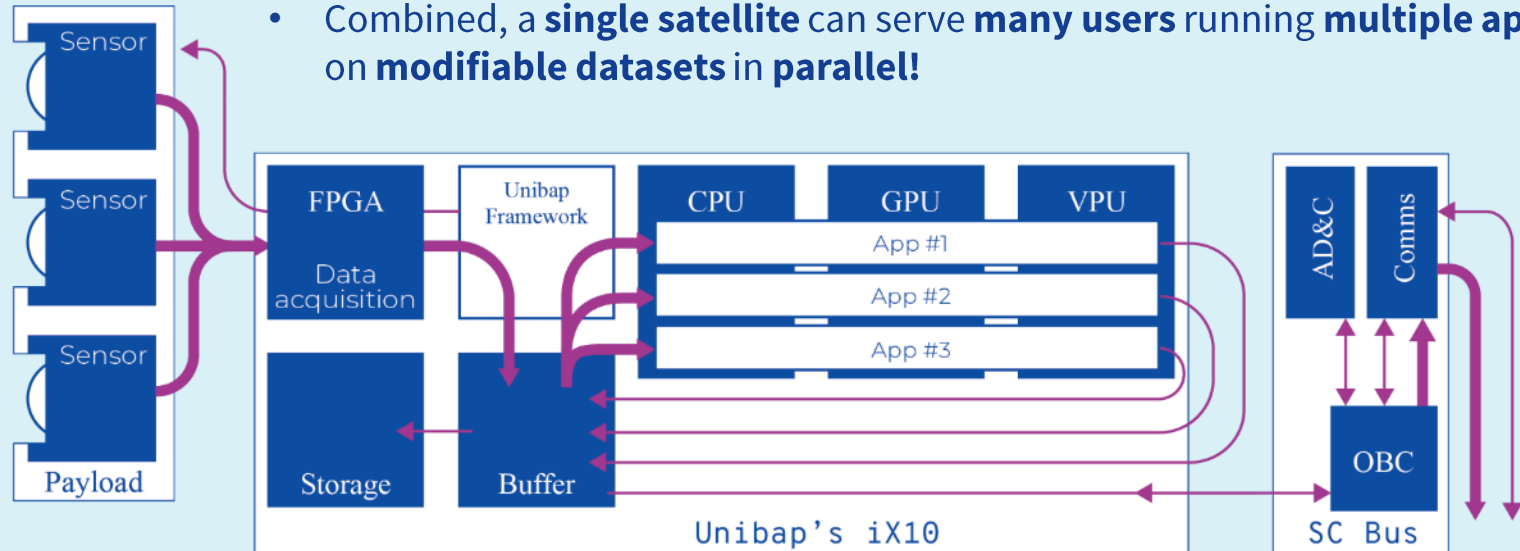 • Combined, a single satellite can serve many users running multiple
on modifiable datasets in parallel!
Sensor
Sensor
Sensor
Payload
FPGA
Data
acquisition
Unibap
Framework
CPU
GPU
VPU
App #1
App #2
App #3
Storage
Buffer
Unibap's iX10
AD&C
Comms
OBC
SC Bus